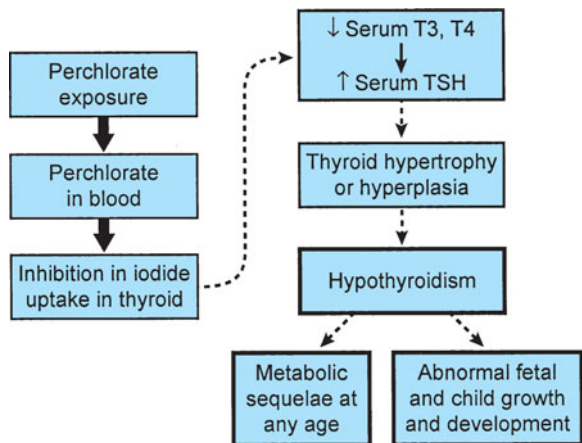 Perchlorate
exposure
Perchlorate
in blood
Inhibition in iodide
uptake in thyroid
↓ Serum T3, T4
↑ Serum TSH
Thyroid hypertrophy
or hyperplasia
Hypothyroidism
Metabolic
sequelae at
any age
Abnormal fetal
and child growth
and development